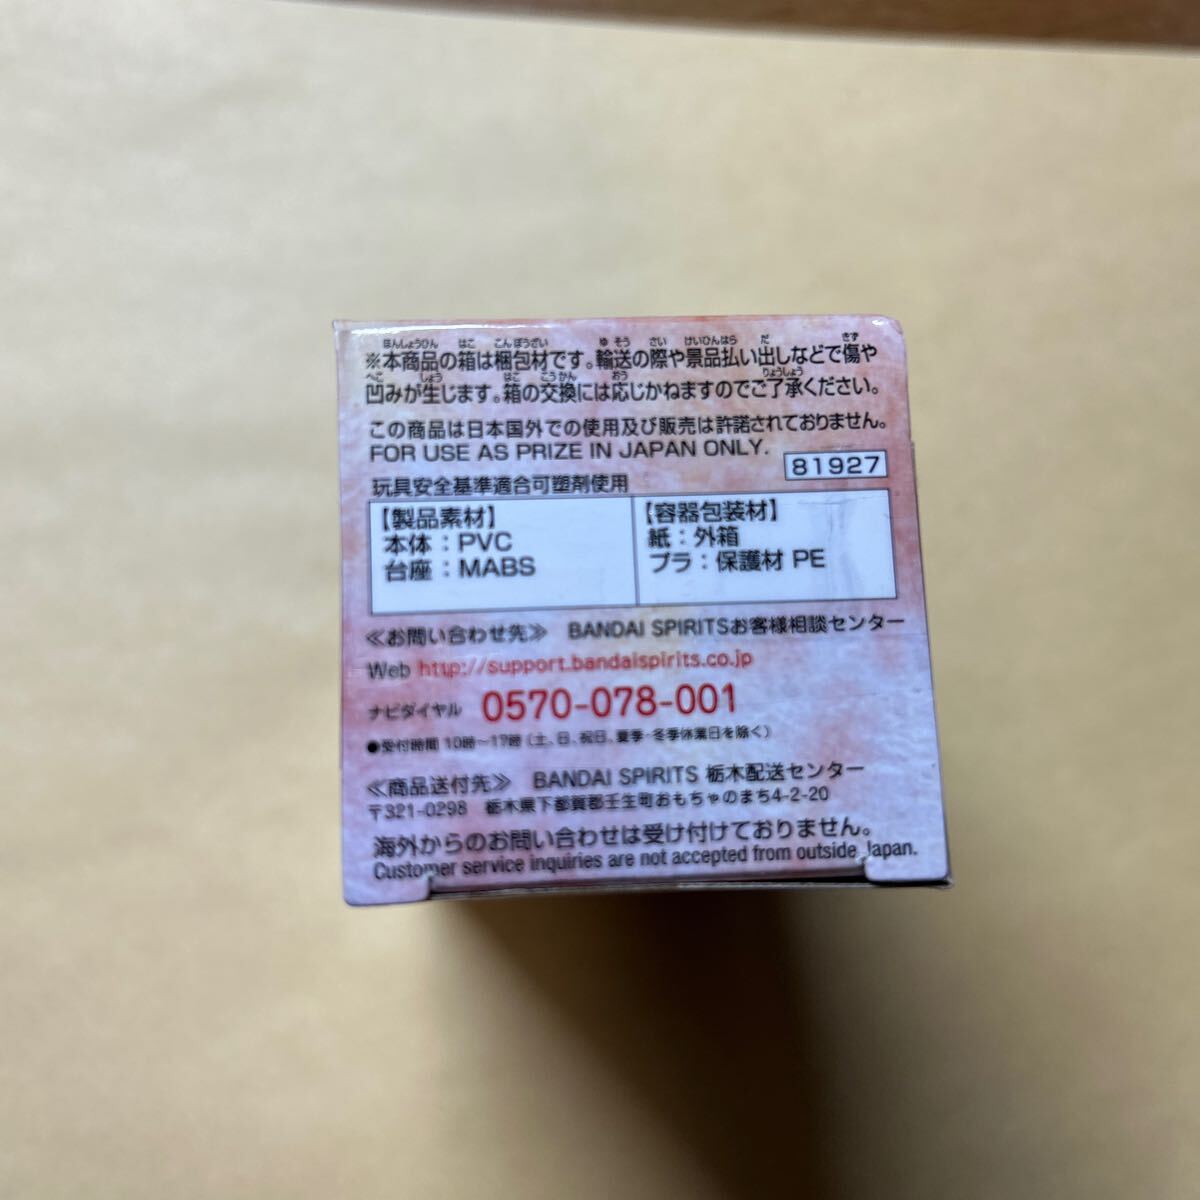 ※本商品の箱は梱包材です。輸送の際や景品払い出しなどで傷や
凹みが生じます。箱の交換には応じかねますのでご了承ください。
この商品は日本国外での使用及び販売は許諾されておりません。
FOR USE AS PRIZE IN JAPAN ONLY.
81927
玩具安全基準適合可塑剤使用
【製品素材】
本体：PVC
台座：MABS
【容器包装材】
紙：外箱
プラ：保護材 PE
≪お問い合わせ先≫ BANDAI SPIRITSお客様相談センター
Web http://support.bandaispirits.co.jp
ナビダイヤル 0570-078-001
●受付時間 10時～17時（土、日、祝日、夏季・冬季休業日を除く）
≪商品送付先≫ BANDAI SPIRITS 栃木配送センター
〒321-0298 栃木県下都賀郡壬生町おもちゃのまち4-2-20
海外からのお問い合わせは受け付けておりません。
Customer service inquiries are not accepted from outside Japan.